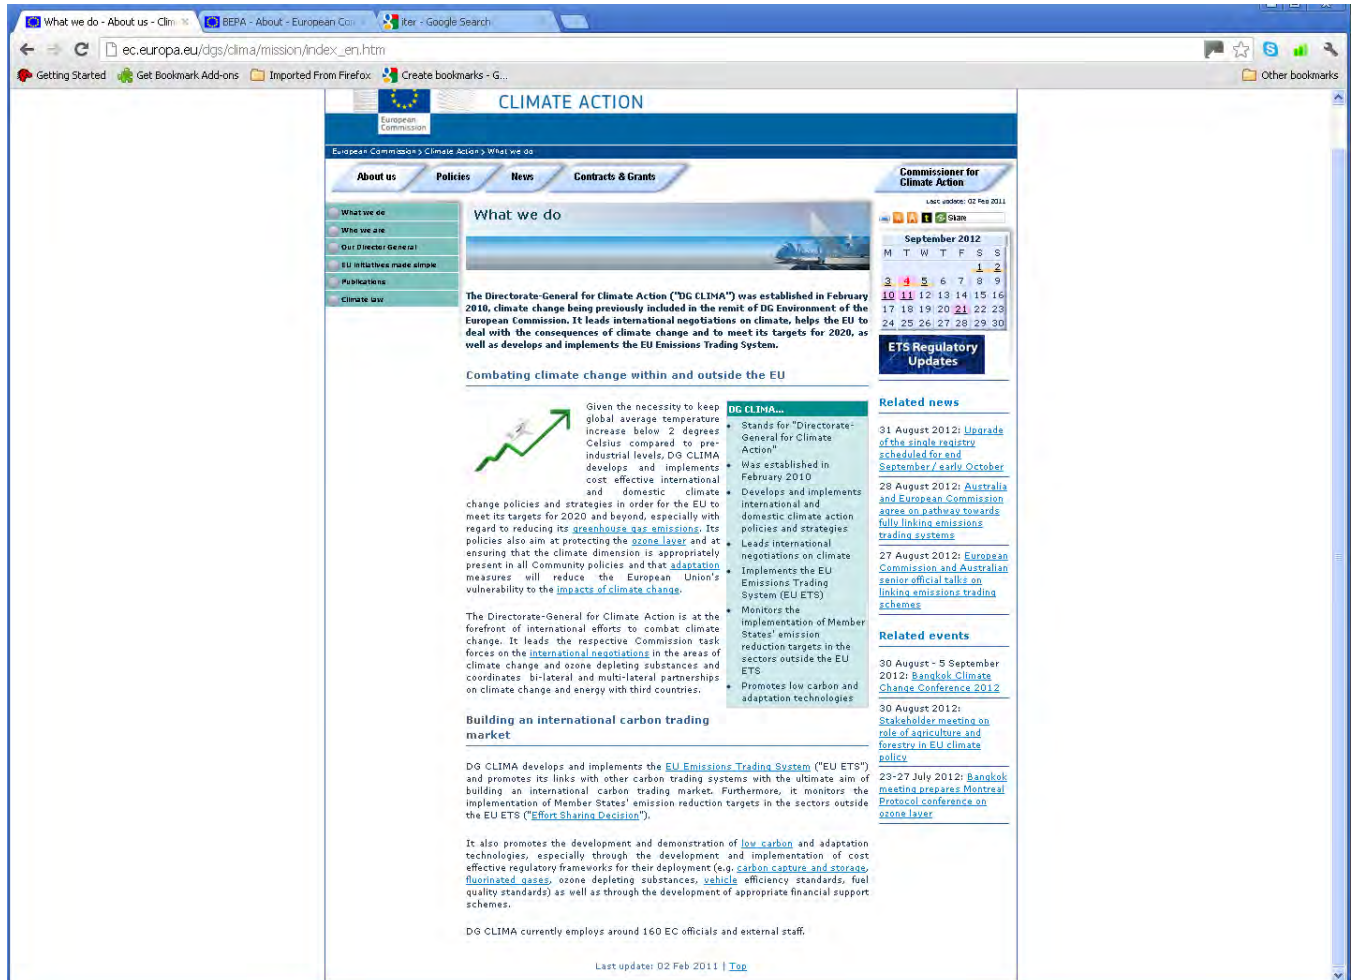 What we do - About us - Clim
BEPA - About - European Co
iter - Google Search
ec.europa.eu/dgs/clima/mission/index_en.htm
Getting Started
Get Bookmark Add-ons
Imported From Firefox
Create bookmarks - G...
Other bookmarks
European
Commission
CLIMATE ACTION
European Commission > Climate Action > What we do
About us
Policies
News
Contracts & Grants
Commissioner for
Climate Action
Last update: 02 Feb 2011
What we do
Who we are
Our Director General
EU initiatives made simple
Publications
Climate law
What we do
Share
September 2012
M T W T F S S
1 2
3 4 5 6 7 8 9
10 11 12 13 14 15 16
17 18 19 20 21 22 23
24 25 26 27 28 29 30
ETS Regulatory
Updates
The Directorate-General for Climate Action ("DG CLIMA") was established in February
2010, climate change being previously included in the remit of DG Environment of the
European Commission. It leads international negotiations on climate, helps the EU to
deal with the consequences of climate change and to meet its targets for 2020, as
well as develops and implements the EU Emissions Trading System.
Combating climate change within and outside the EU
Given the necessity to keep
global average temperature
increase below 2 degrees
Celsius compared to pre-
industrial levels, DG CLIMA
develops and implements
cost effective international
and domestic climate
change policies and strategies in order for the EU to
meet its targets for 2020 and beyond, especially with
regard to reducing its greenhouse gas emissions. Its
policies also aim at protecting the ozone layer and at
ensuring that the climate dimension is appropriately
present in all Community policies and that adaptation
measures will reduce the European Union's
vulnerability to the impacts of climate change.
The Directorate-General for Climate Action is at the
forefront of international efforts to combat climate
change. It leads the respective Commission task
forces on the international negotiations in the areas of
climate change and ozone depleting substances and
coordinates bi-lateral and multi-lateral partnerships
on climate change and energy with third countries.
DG CLIMA...
Stands for "Directorate-
General for Climate
Action"
Was established in
February 2010
Develops and implements
international and
domestic climate action
policies and strategies
Leads international
negotiations on climate
Implements the EU
Emissions Trading
System (EU ETS)
Monitors the
implementation of Member
States' emission
reduction targets in the
sectors outside the EU
ETS
Promotes low carbon and
adaptation technologies
Building an international carbon trading
market
DG CLIMA develops and implements the EU Emissions Trading System ("EU ETS")
and promotes its links with other carbon trading systems with the ultimate aim of
building an international carbon trading market. Furthermore, it monitors the
implementation of Member States' emission reduction targets in the sectors outside
the EU ETS ("Effort Sharing Decision").
It also promotes the development and demonstration of low carbon and adaptation
technologies, especially through the development and implementation of cost
effective regulatory frameworks for their deployment (e.g. carbon capture and storage,
fluorinated gases, ozone depleting substances, vehicle efficiency standards, fuel
quality standards) as well as through the development of appropriate financial support
schemes.
DG CLIMA currently employs around 160 EC officials and external staff.
Last update: 02 Feb 2011 | Top
Related news
31 August 2012: Upgrade
of the single registry
scheduled for end
September / early October
28 August 2012: Australia
and European Commission
agree on pathway towards
fully linking emissions
trading systems
27 August 2012: European
Commission and Australian
senior official talks on
linking emissions trading
schemes
Related events
30 August - 5 September
2012: Bangkok Climate
Change Conference 2012
30 August 2012:
Stakeholder meeting on
role of agriculture and
forestry in EU climate
policy
23-27 July 2012: Bangkok
meeting prepares Montreal
Protocol conference on
ozone layer